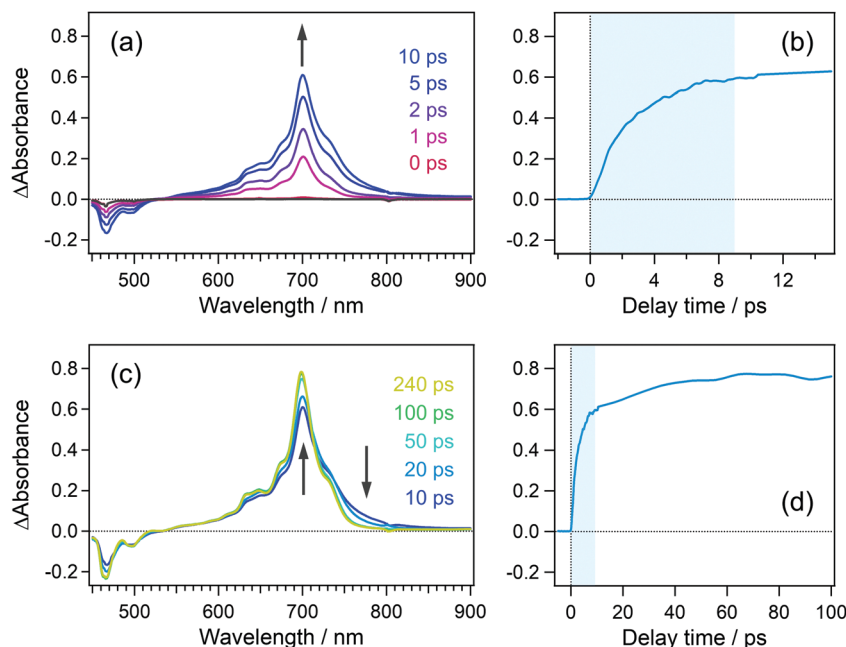 (a)
0.8
0.6
0.4
0.2
0.0
-0.2
ΔAbsorbance
10 ps
5 ps
2 ps
1 ps
0 ps
500 600 700 800 900
Wavelength / nm
(b)
0.8
0.6
0.4
0.2
0.0
-0.2
0 4 8 12
Delay time / ps
(c)
0.8
0.6
0.4
0.2
0.0
-0.2
ΔAbsorbance
240 ps
100 ps
50 ps
20 ps
10 ps
500 600 700 800 900
Wavelength / nm
0.8
0.6
0.4
0.2
0.0
-0.2
(d)
0 20 40 60 80 100
Delay time / ps